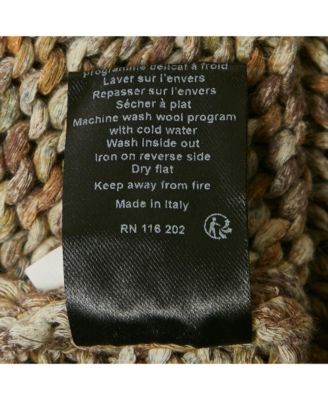 programme délicat à froid
Laver sur l'envers
Repasser sur l'envers
Sécher à plat
Machine wash wool program
with cold water
Wash inside out
Iron on reverse side
Dry flat
Keep away from fire
Made in Italy
RN 116 202